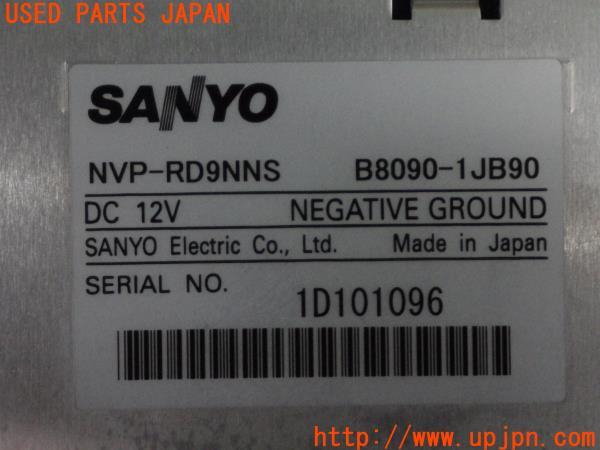 USED PARTS JAPAN
SANYO
NVP-RD9NNS B8090-1JB90
DC 12V NEGATIVE GROUND
SANYO Electric Co., Ltd. Made in Japan
SERIAL NO. 1D101096
http://www.upjpn.com